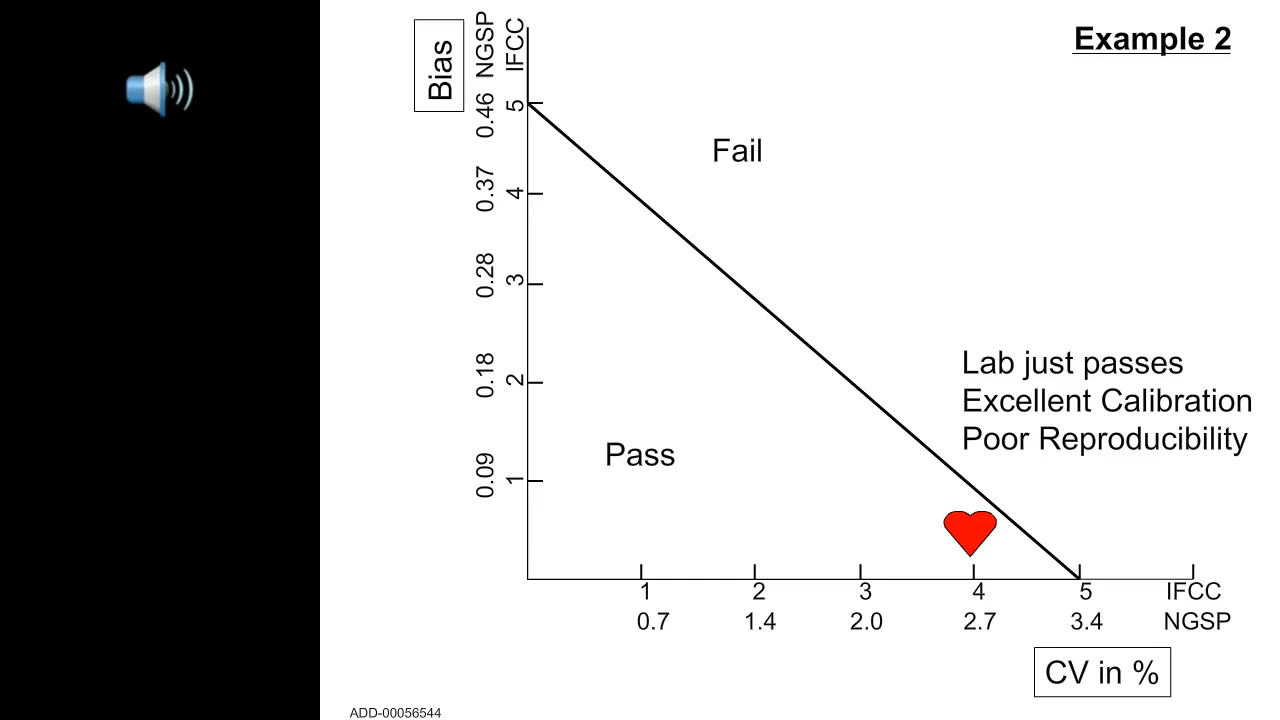 Example 2
Bias
NGSP
IFCC
0.46 5
0.37 4
0.28 3
0.18 2
0.09 1
Fail
Pass
Lab just passes
Excellent Calibration
Poor Reproducibility
1 2 3 4 5 IFCC
0.7 1.4 2.0 2.7 3.4 NGSP
CV in %
ADD-00056544